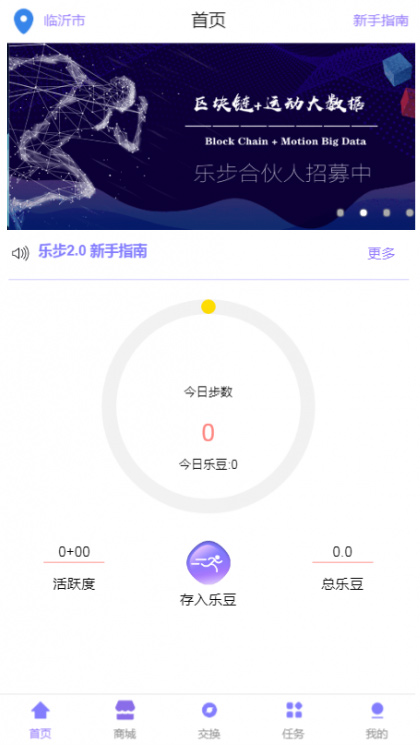 临沂市 首页 新手指南
区块链+运动大数据
Block Chain + Motion Big Data
乐步合伙人招募中
乐步2.0 新手指南 更多
今日步数
0
今日乐豆:0
0+00 0.0
活跃度 存入乐豆 总乐豆
首页 商城 交换 任务 我的